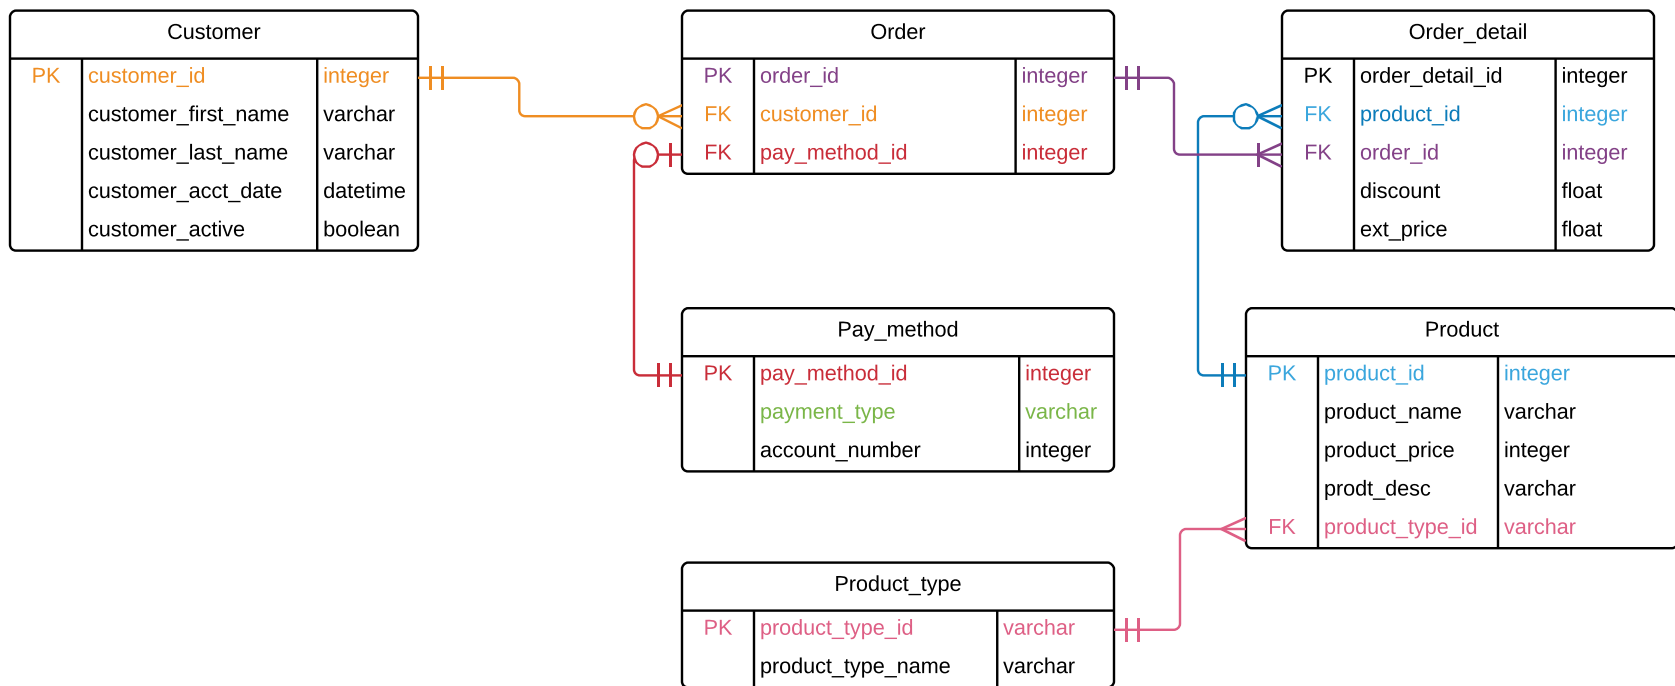 Customer
PK customer_id integer
customer_first_name varchar
customer_last_name varchar
customer_acct_date datetime
customer_active boolean
Order
PK order_id integer
FK customer_id integer
FK pay_method_id integer
Order_detail
PK order_detail_id integer
FK product_id integer
FK order_id integer
discount float
ext_price float
Pay_method
PK pay_method_id integer
payment_type varchar
account_number integer
Product
PK product_id integer
product_name varchar
product_price integer
prodt_desc varchar
FK product_type_id varchar
Product_type
PK product_type_id varchar
product_type_name varchar